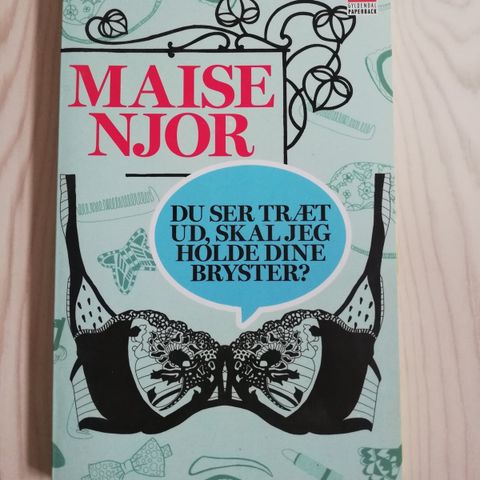 GYLDENDAL
PAPERBACK
MAISE
NJOR
DU SER TRÆT
UD, SKAL JEG
HOLDE DINE
BRYSTER?